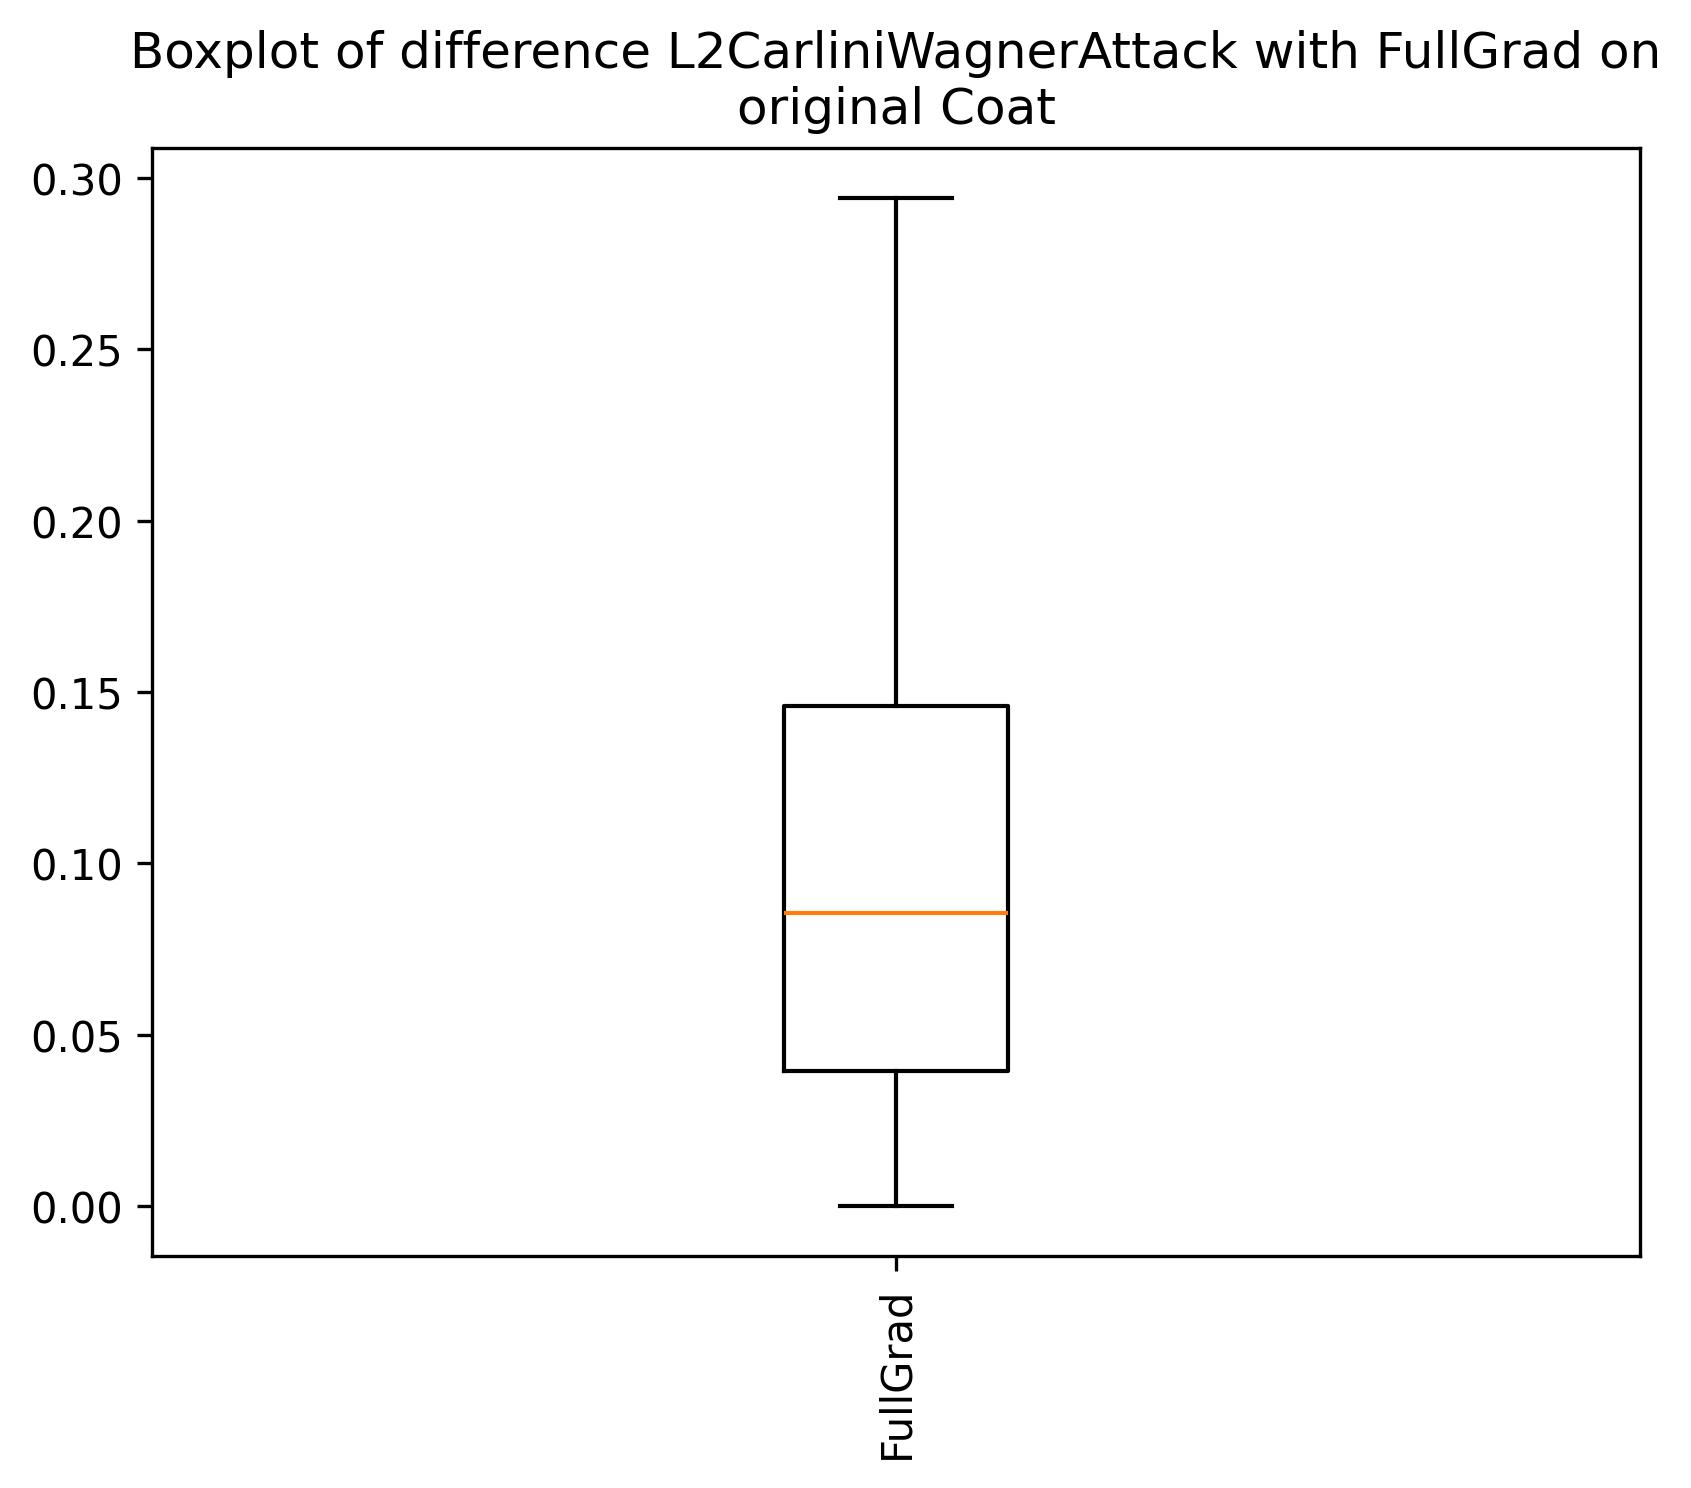 Boxplot of difference L2CarliniWagnerAttack with FullGrad on
original Coat
0.30
0.25
0.20
0.15
0.10
0.05
0.00
FullGrad